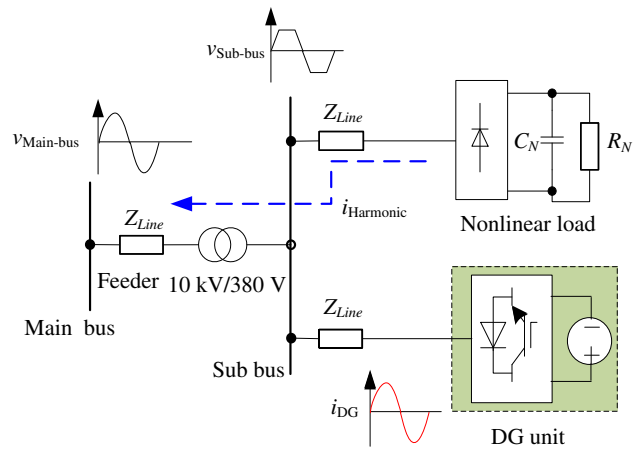 vSub-bus
vMain-bus
ZLine
CN
RN
iHarmonic
Nonlinear load
ZLine
Feeder
10 kV/380 V
Main bus
ZLine
Sub bus
iDG
DG unit